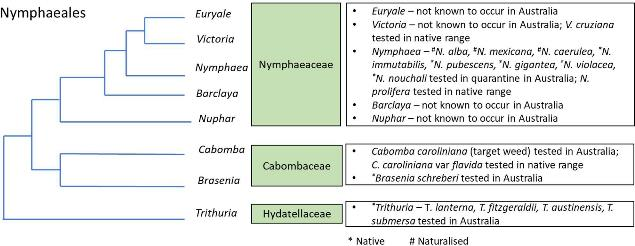 Nymphaeales
Euryale
Victoria
Nymphaea
Barclaya
Nuphar
Cabomba
Brasenia
Trithuria
Nymphaeaceae
Cabombaceae
Hydatellaceae
• Euryale – not known to occur in Australia
• Victoria – not known to occur in Australia; V. cruziana
tested in native range
• Nymphaea – #N. alba, #N. mexicana, #N. caerulea, *N.
immutabilis, *N. pubescens, *N. gigantea, *N. violacea,
*N. nouchali tested in quarantine in Australia; N.
prolifera tested in native range
• Barclaya – not known to occur in Australia
• Nuphar – not known to occur in Australia
• Cabomba caroliniana (target weed) tested in Australia;
C. caroliniana var flavida tested in native range
• *Brasenia schreberi tested in Australia
• *Trithuria – T. lanterna, T. fitzgeraldii, T. austinensis, T.
submersa tested in Australia
* Native # Naturalised